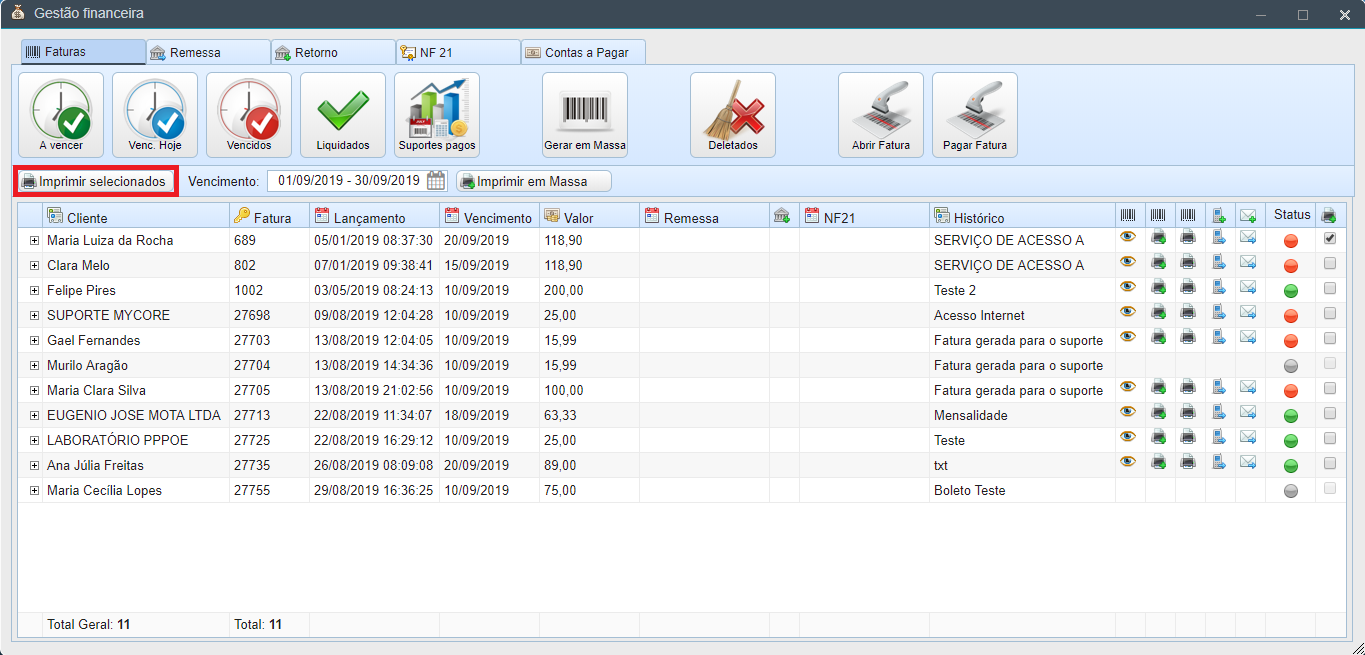 Gestão financeira
Faturas Remessa Retorno NF 21 Contas a Pagar
A vencer Venc. Hoje Vencidos Liquidados Suportes pagos Gerar em Massa Deletados Abrir Fatura Pagar Fatura
Imprimir selecionados Vencimento: 01/09/2019 - 30/09/2019 Imprimir em Massa
Cliente Fatura Lançamento Vencimento Valor Remessa NF21 Histórico Status
Maria Luiza da Rocha 689 05/01/2019 08:37:30 20/09/2019 118,90 SERVIÇO DE ACESSO A
Clara Melo 802 07/01/2019 09:38:41 15/09/2019 118,90 SERVIÇO DE ACESSO A
Felipe Pires 1002 03/05/2019 08:24:13 10/09/2019 200,00 Teste 2
SUPORTE MYCORE 27698 09/08/2019 12:04:28 10/09/2019 25,00 Acesso Internet
Gael Fernandes 27703 13/08/2019 12:04:05 10/09/2019 15,99 Fatura gerada para o suporte
Murilo Aragão 27704 13/08/2019 14:34:36 10/09/2019 15,99 Fatura gerada para o suporte
Maria Clara Silva 27705 13/08/2019 21:02:56 10/09/2019 100,00 Fatura gerada para o suporte
EUGENIO JOSE MOTA LTDA 27713 22/08/2019 11:34:07 18/09/2019 63,33 Mensalidade
LABORATÓRIO PPPOE 27725 22/08/2019 16:29:12 10/09/2019 25,00 Teste
Ana Júlia Freitas 27735 26/08/2019 08:09:08 20/09/2019 89,00 txt
Maria Cecília Lopes 27755 29/08/2019 16:36:25 10/09/2019 75,00 Boleto Teste
Total Geral: 11 Total: 11